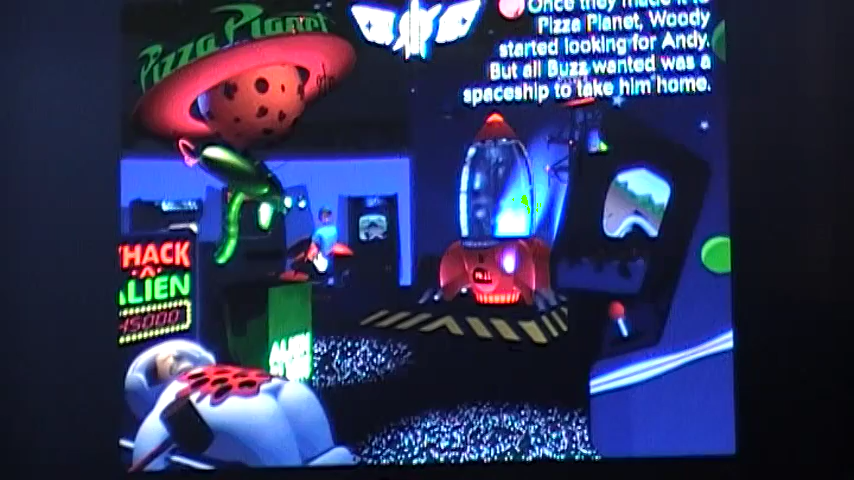 Pizza Planet
Once they made it to
Pizza Planet, Woody
started looking for Andy.
But all Buzz wanted was a
spaceship to take him home.
WHACK
A
ALIEN
45000
ALIEN